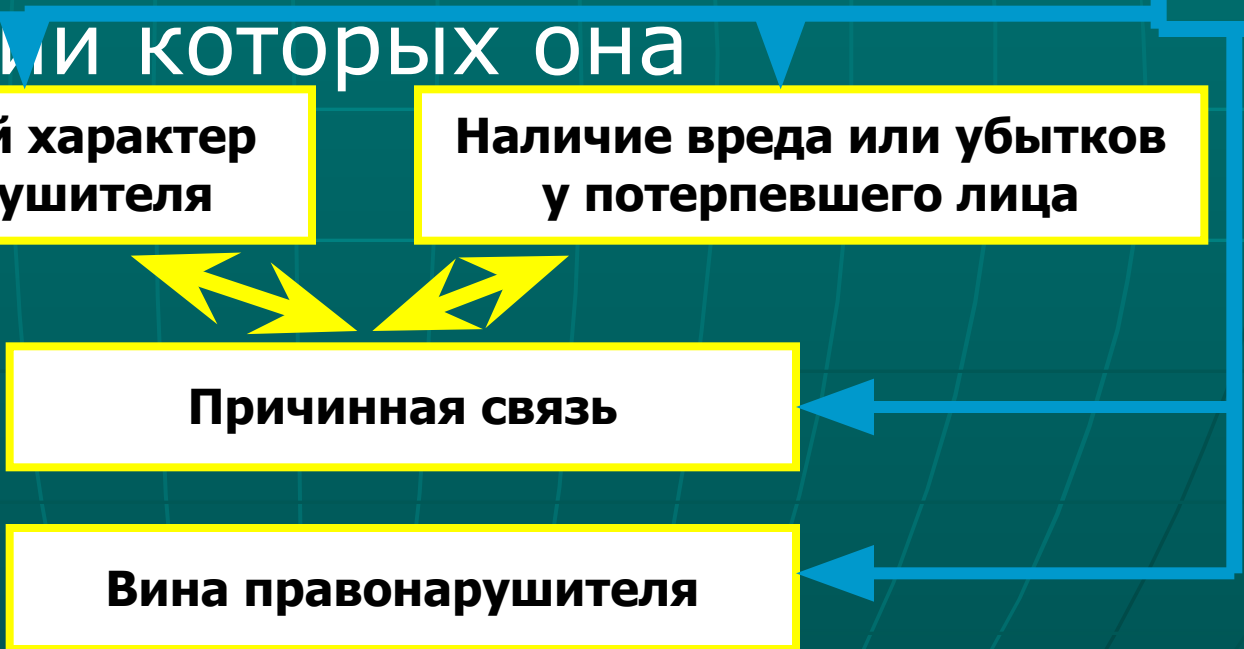 ии которых она
й характер
ушителя
Наличие вреда или убытков
у потерпевшего лица
Причинная связь
Вина правонарушителя